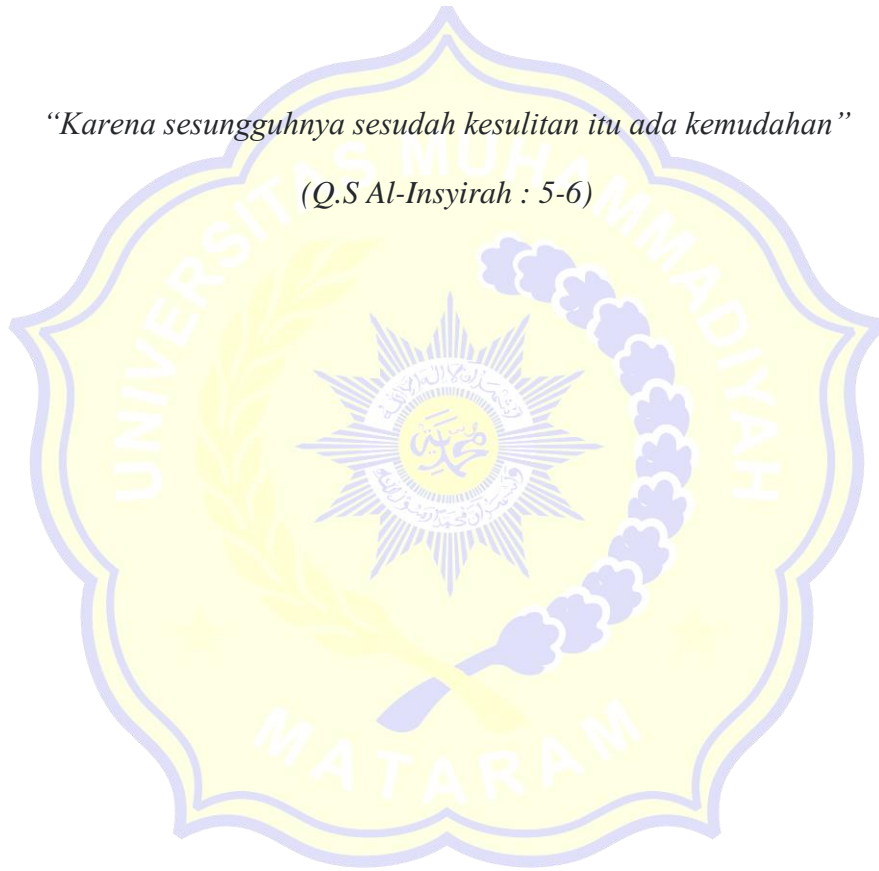 “Karena sesungguhnya sesudah kesulitan itu ada kemudahan”
(Q.S Al-Insyirah : 5-6)
UNIVERSITAS MUHAMMADIYAH
MATARAM